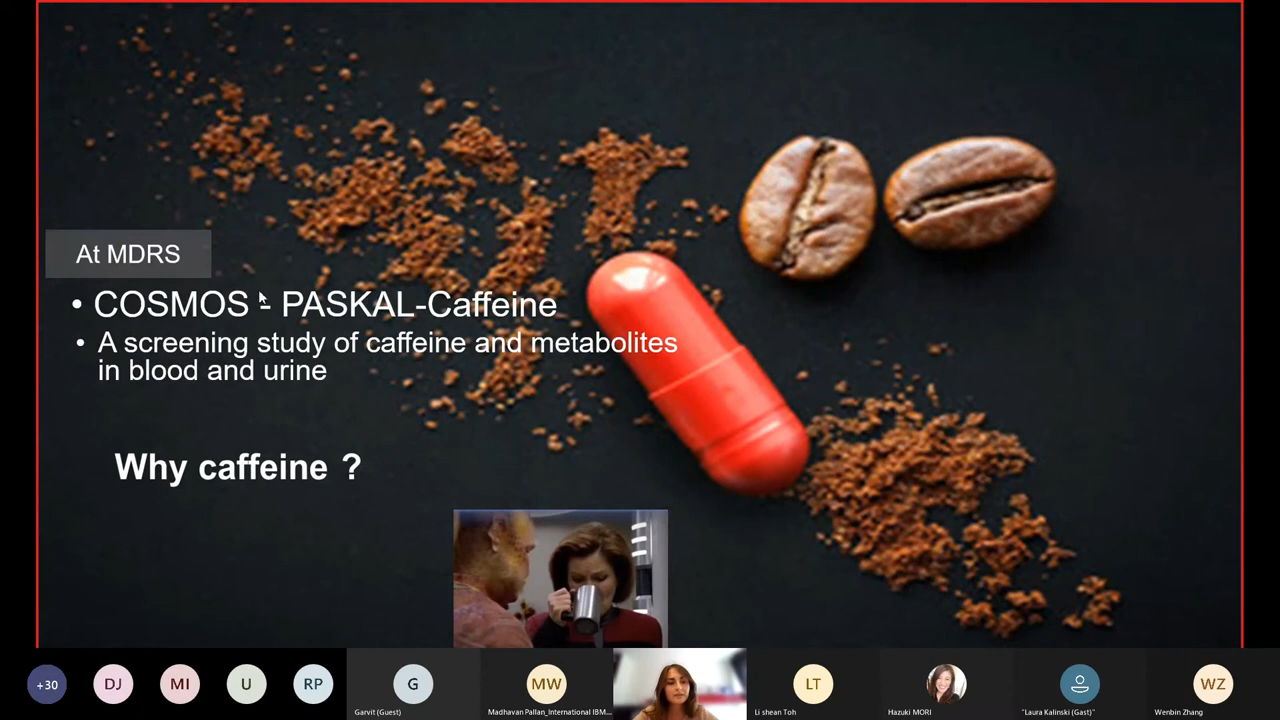 At MDRS
• COSMOS - PASKAL-Caffeine
• A screening study of caffeine and metabolites
in blood and urine
Why caffeine ?
+30
DJ
MI
U
RP
G
Garvit (Guest)
MW
Madhavan Pallan_International IBM...
LT
Li shean Toh
Hazuki MORI
"Laura Kalinski (Gast)"
WZ
Wenbin Zhang